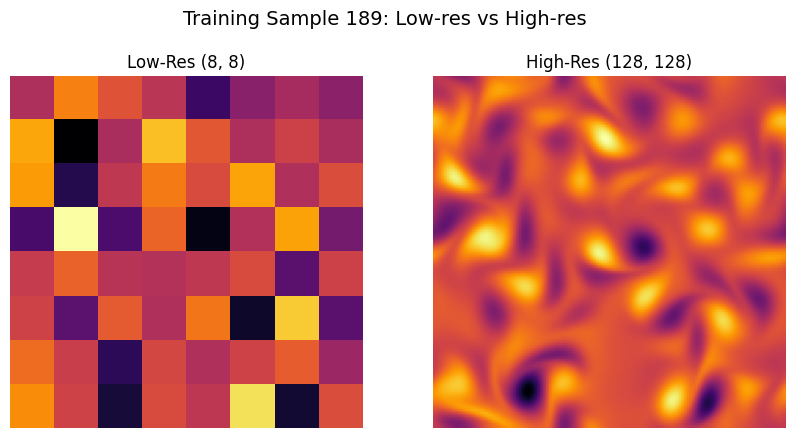 Training Sample 189: Low-res vs High-res
Low-Res (8, 8)
High-Res (128, 128)